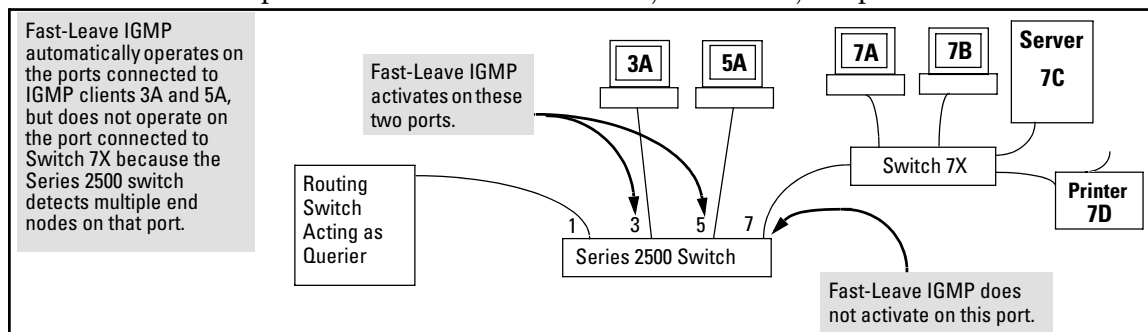 Fast-Leave IGMP
automatically operates on
the ports connected to
IGMP clients 3A and 5A,
but does not operate on
the port connected to
Switch 7X because the
Series 2500 switch
detects multiple end
nodes on that port.
Fast-Leave IGMP
activates on these
two ports.
3A
5A
7A
7B
Server
7C
Switch 7X
Printer
7D
Routing
Switch
Acting as
Querier
1
3
5
7
Series 2500 Switch
Fast-Leave IGMP does
not activate on this port.